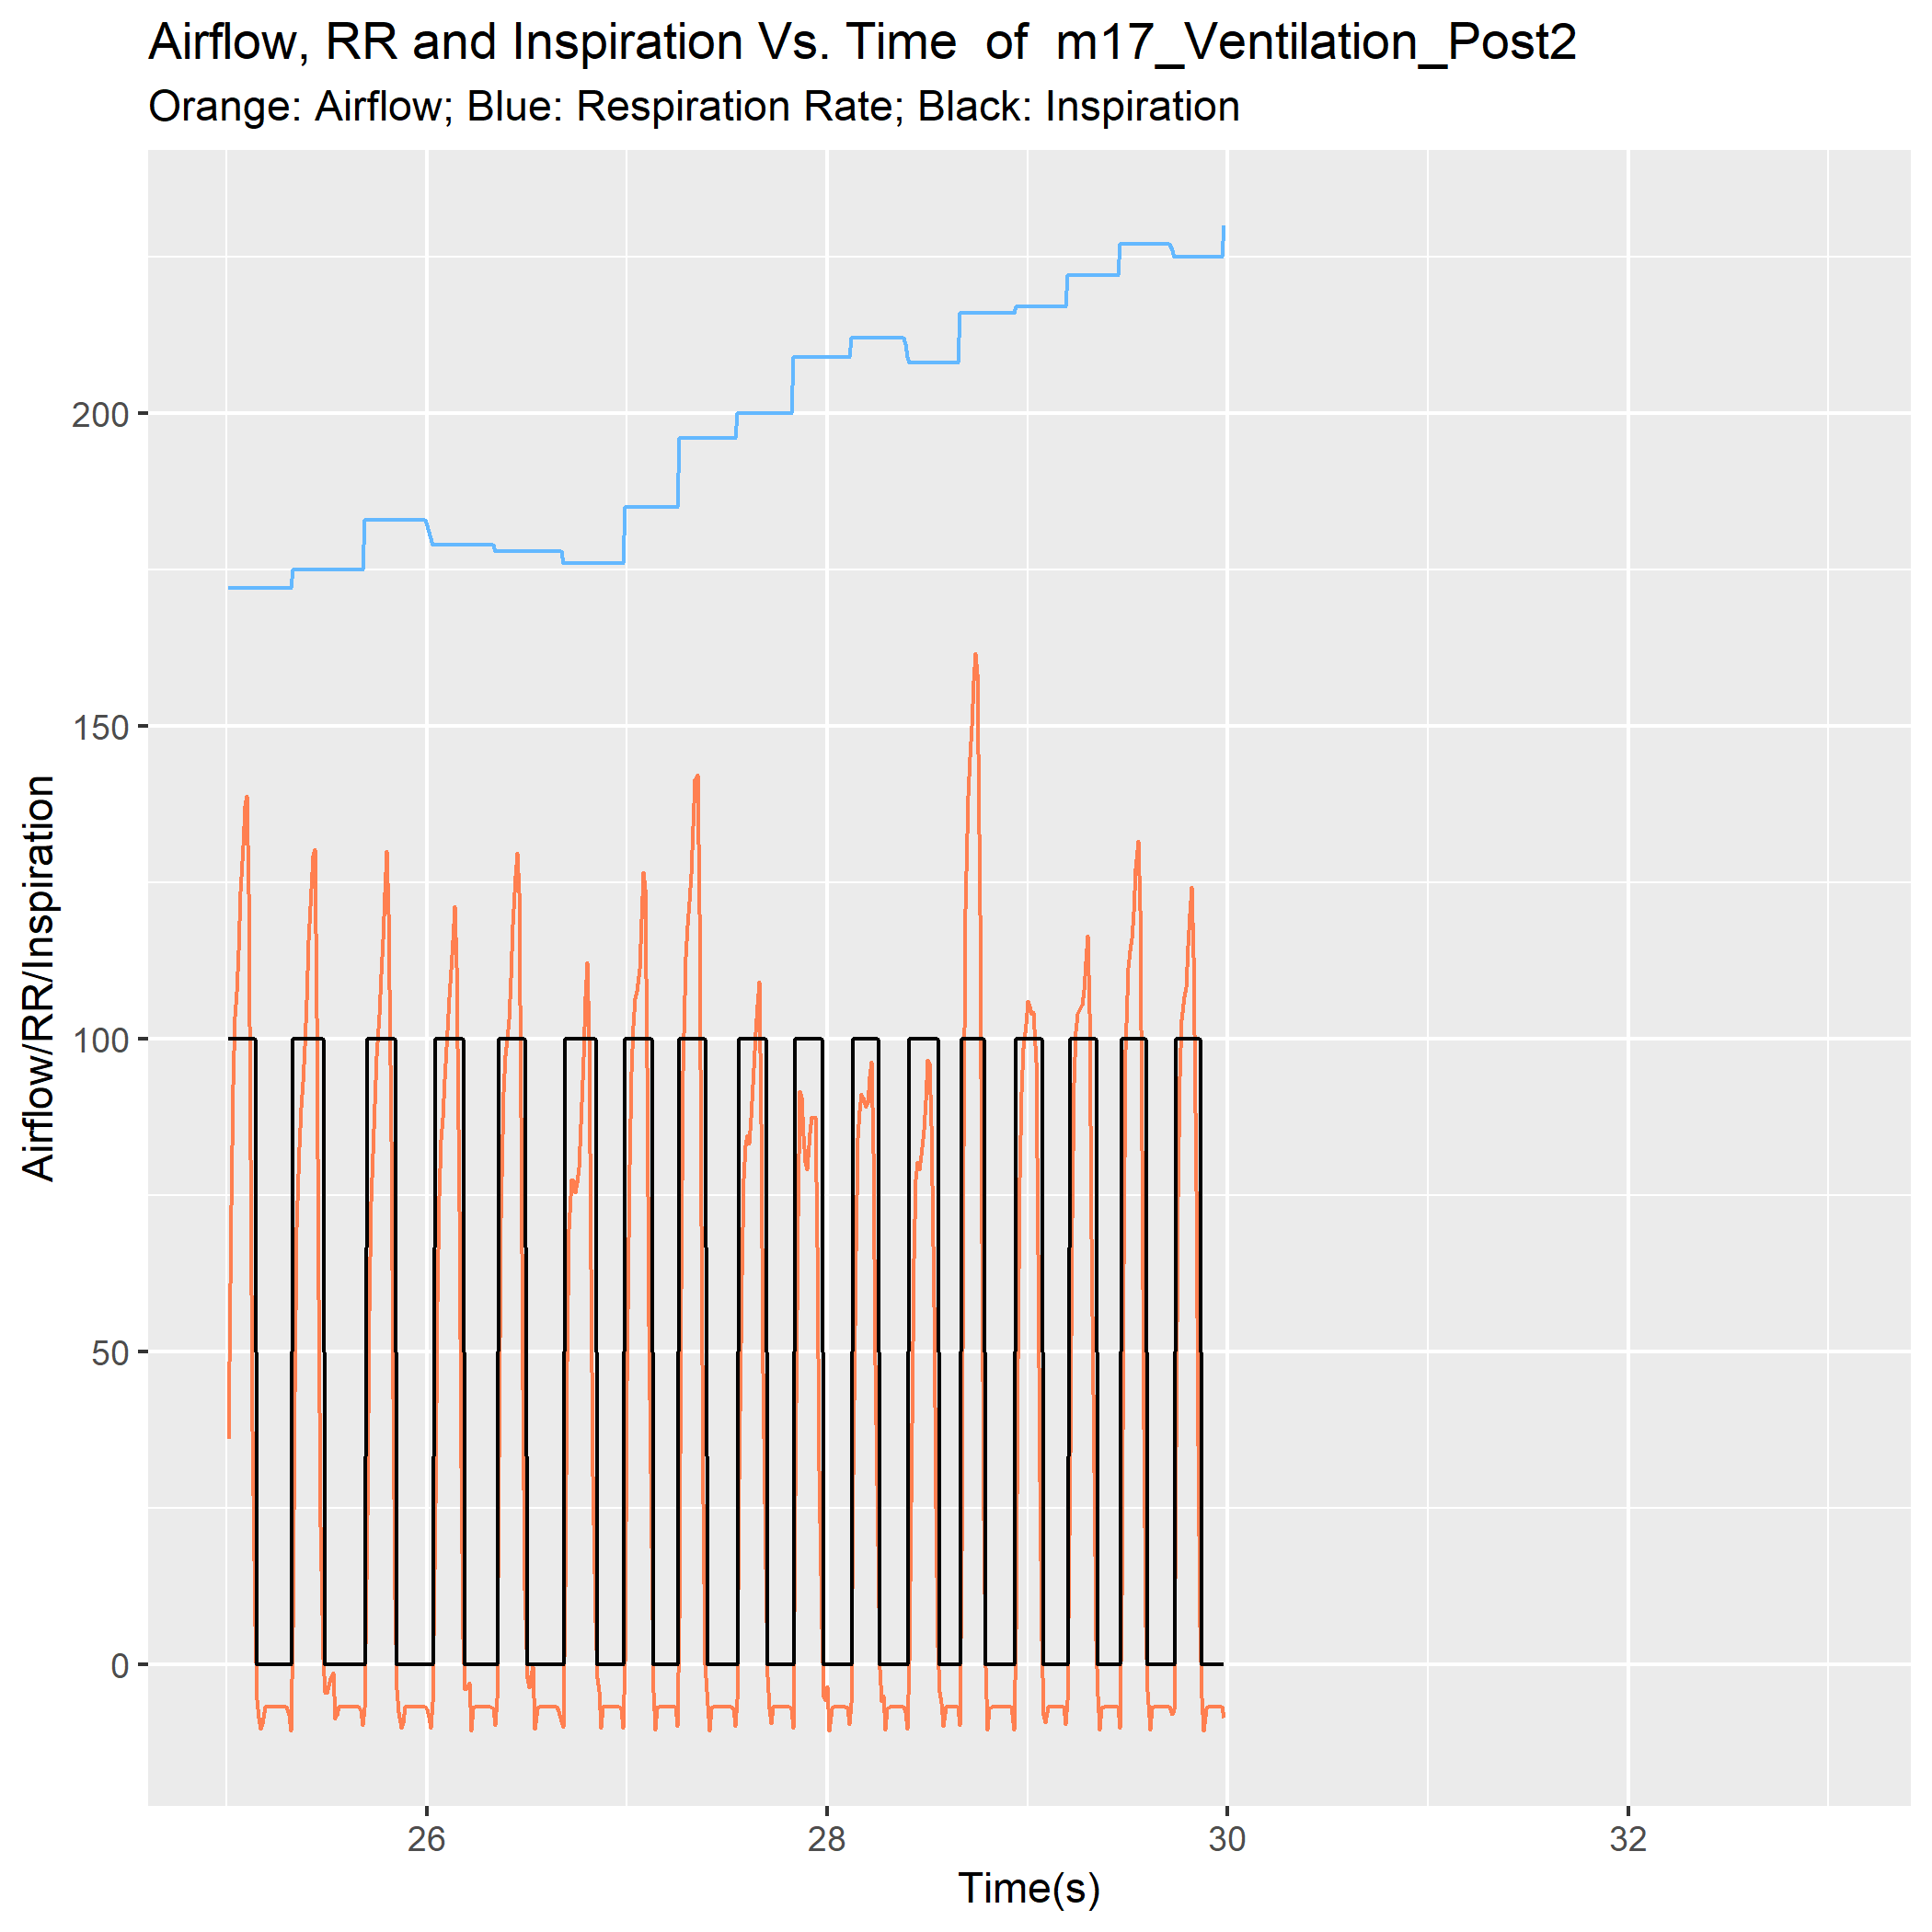 Airflow, RR and Inspiration Vs. Time  of  m17_Ventilation_Post2
Orange: Airflow; Blue: Respiration Rate; Black: Inspiration
Airflow/RR/Inspiration
200
150
100
50
0
26 28 30 32
Time(s)